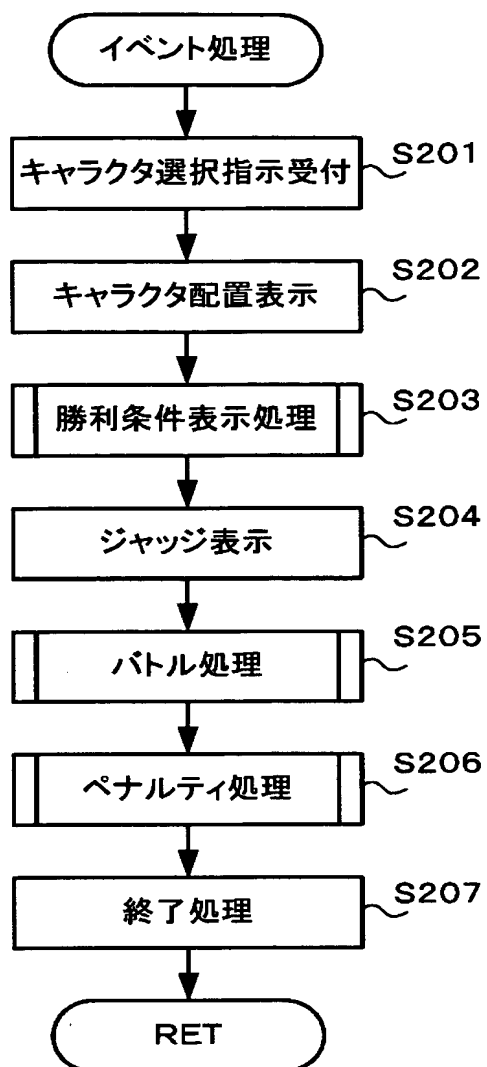 イベント処理
キャラクタ選択指示受付
S201
キャラクタ配置表示
S202
勝利条件表示処理
S203
ジャッジ表示
S204
バトル処理
S205
ペナルティ処理
S206
終了処理
S207
RET